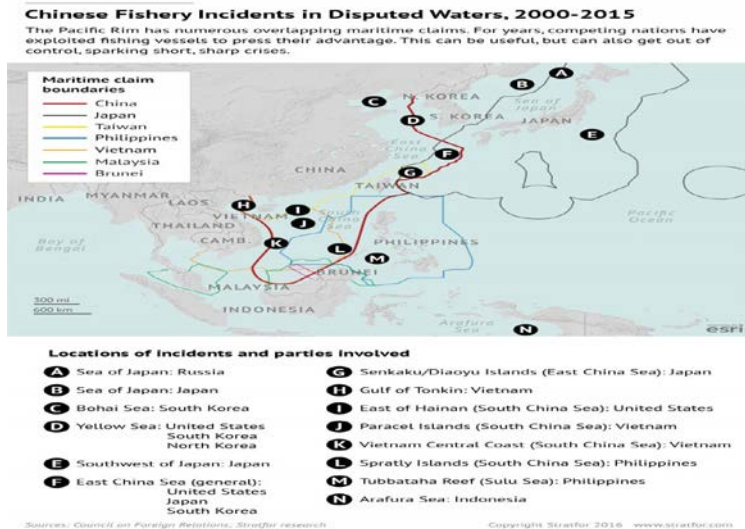 Chinese Fishery Incidents in Disputed Waters, 2000-2015
The Pacific Rim has numerous overlapping maritime claims. For years, competing nations have
exploited fishing vessels to press their advantage. This can be useful, but can also get out of
control, sparking short, sharp crises.
Maritime claim
boundaries
China
Japan
Taiwan
Philippines
Vietnam
Malaysia
Brunei
A
B
C
N. KOREA
Sea of
Japan
D
S. KOREA
JAPAN
E
East
China
Sea
F
CHINA
G
TAIWAN
INDIA
MYANMAR
LAOS
H
I
VIETNAM
South
China
Sea
J
Pacific
Ocean
THAILAND
Bay of
Bengal
CAMB.
K
L
PHILIPPINES
M
BRUNEI
MALAYSIA
300 mi
600 km
INDONESIA
Arafura
Sea
N
esri
Locations of incidents and parties involved
A Sea of Japan: Russia
B Sea of Japan: Japan
C Bohai Sea: South Korea
D Yellow Sea: United States
South Korea
North Korea
E Southwest of Japan: Japan
F East China Sea (general):
United States
Japan
South Korea
G Senkaku/Diaoyu Islands (East China Sea): Japan
H Gulf of Tonkin: Vietnam
I East of Hainan (South China Sea): United States
J Paracel Islands (South China Sea): Vietnam
K Vietnam Central Coast (South China Sea): Vietnam
L Spratly Islands (South China Sea): Philippines
M Tubbataha Reef (Sulu Sea): Philippines
N Arafura Sea: Indonesia
Sources: Council on Foreign Relations, Stratfor research
Copyright Stratfor 2016 www.stratfor.com